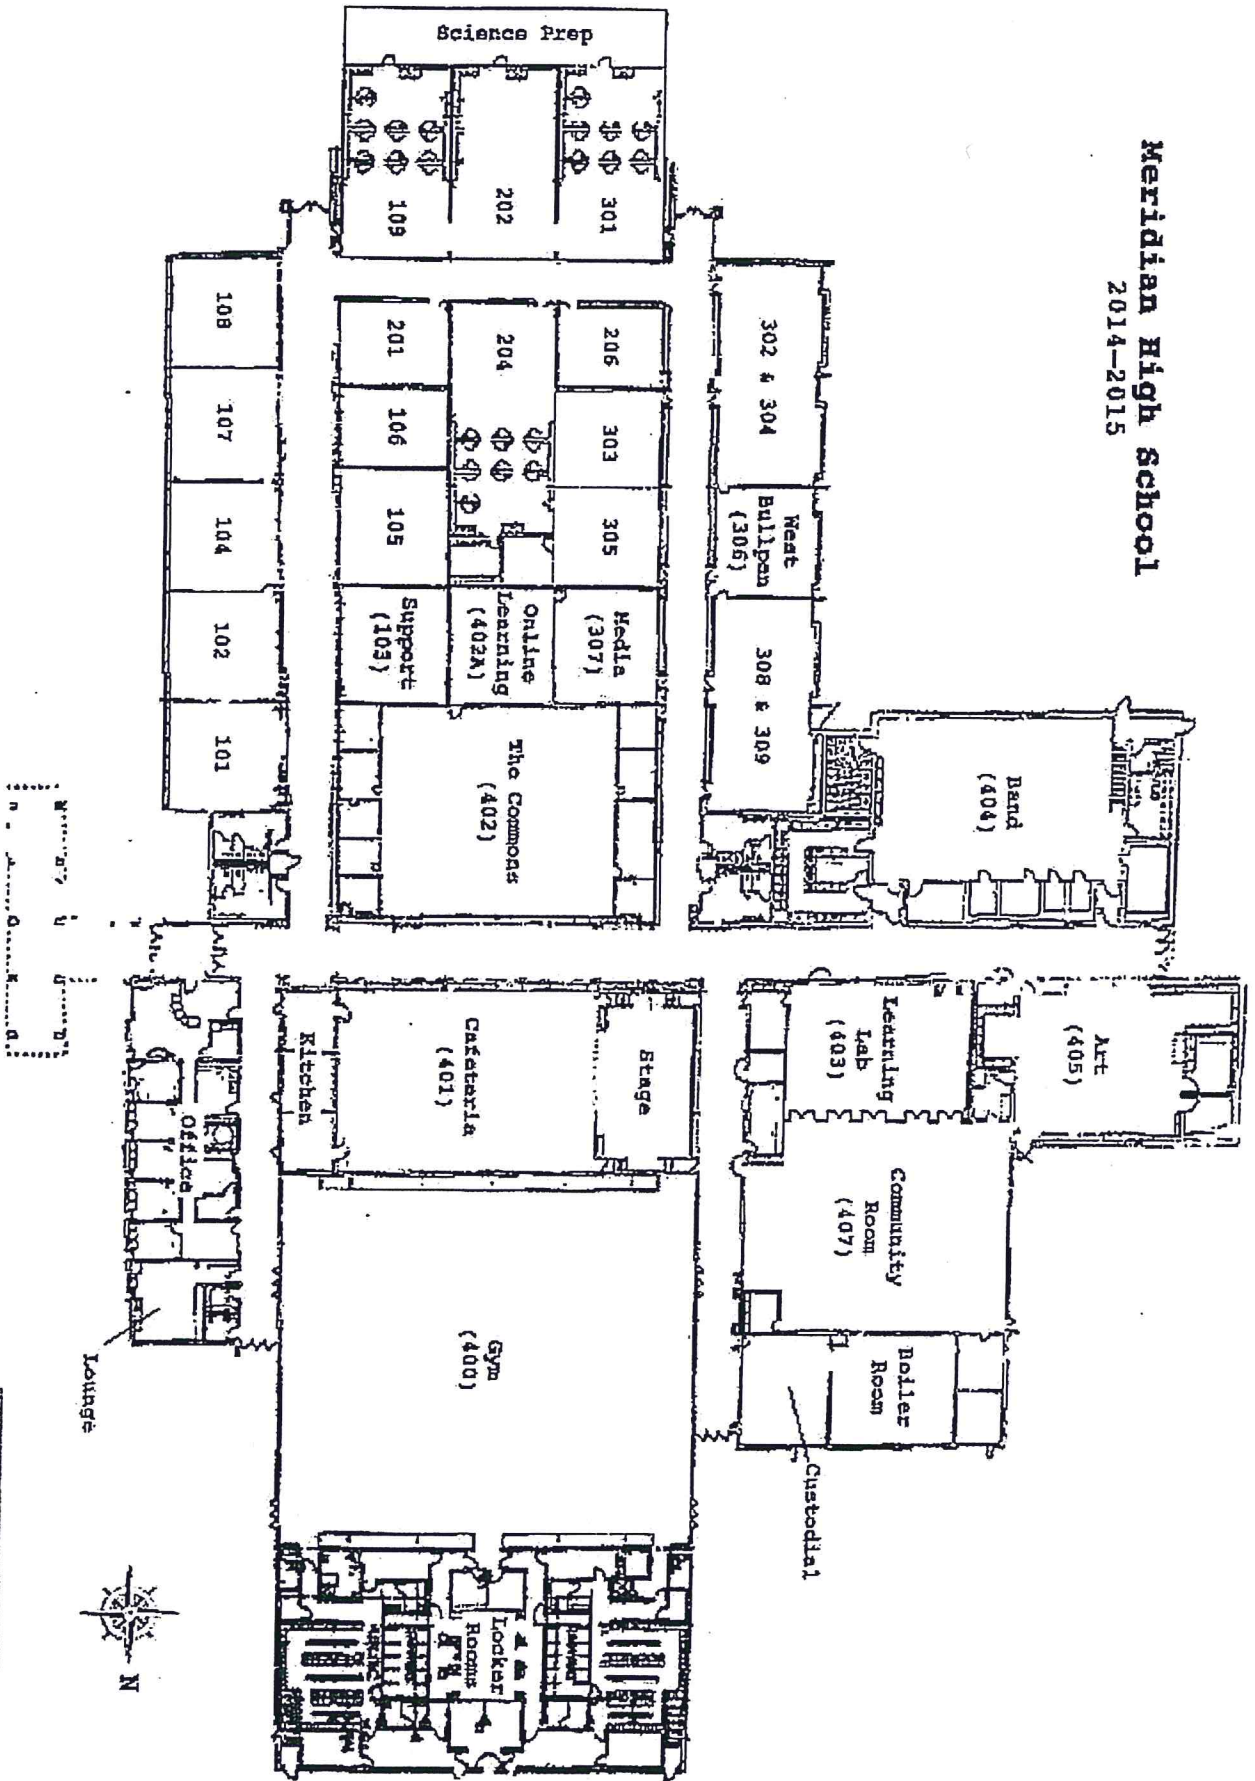 Meridian High School
2014-2015
Science Prep
301
202
109
302 & 304
West
Bullpen
(306)
308 & 309
206
303
305
Media
(307)
204
Online
Learning
(402A)
201
106
105
Support
(103)
The Commons
(402)
108
107
104
102
101
Band
(404)
Art
(405)
Learning
Lab
(403)
Community
Room
(407)
Boiler
Room
Custodial
Stage
Cafeteria
(401)
Kitchen
Gym
(400)
Locker
Rooms
Office
Lounge
N